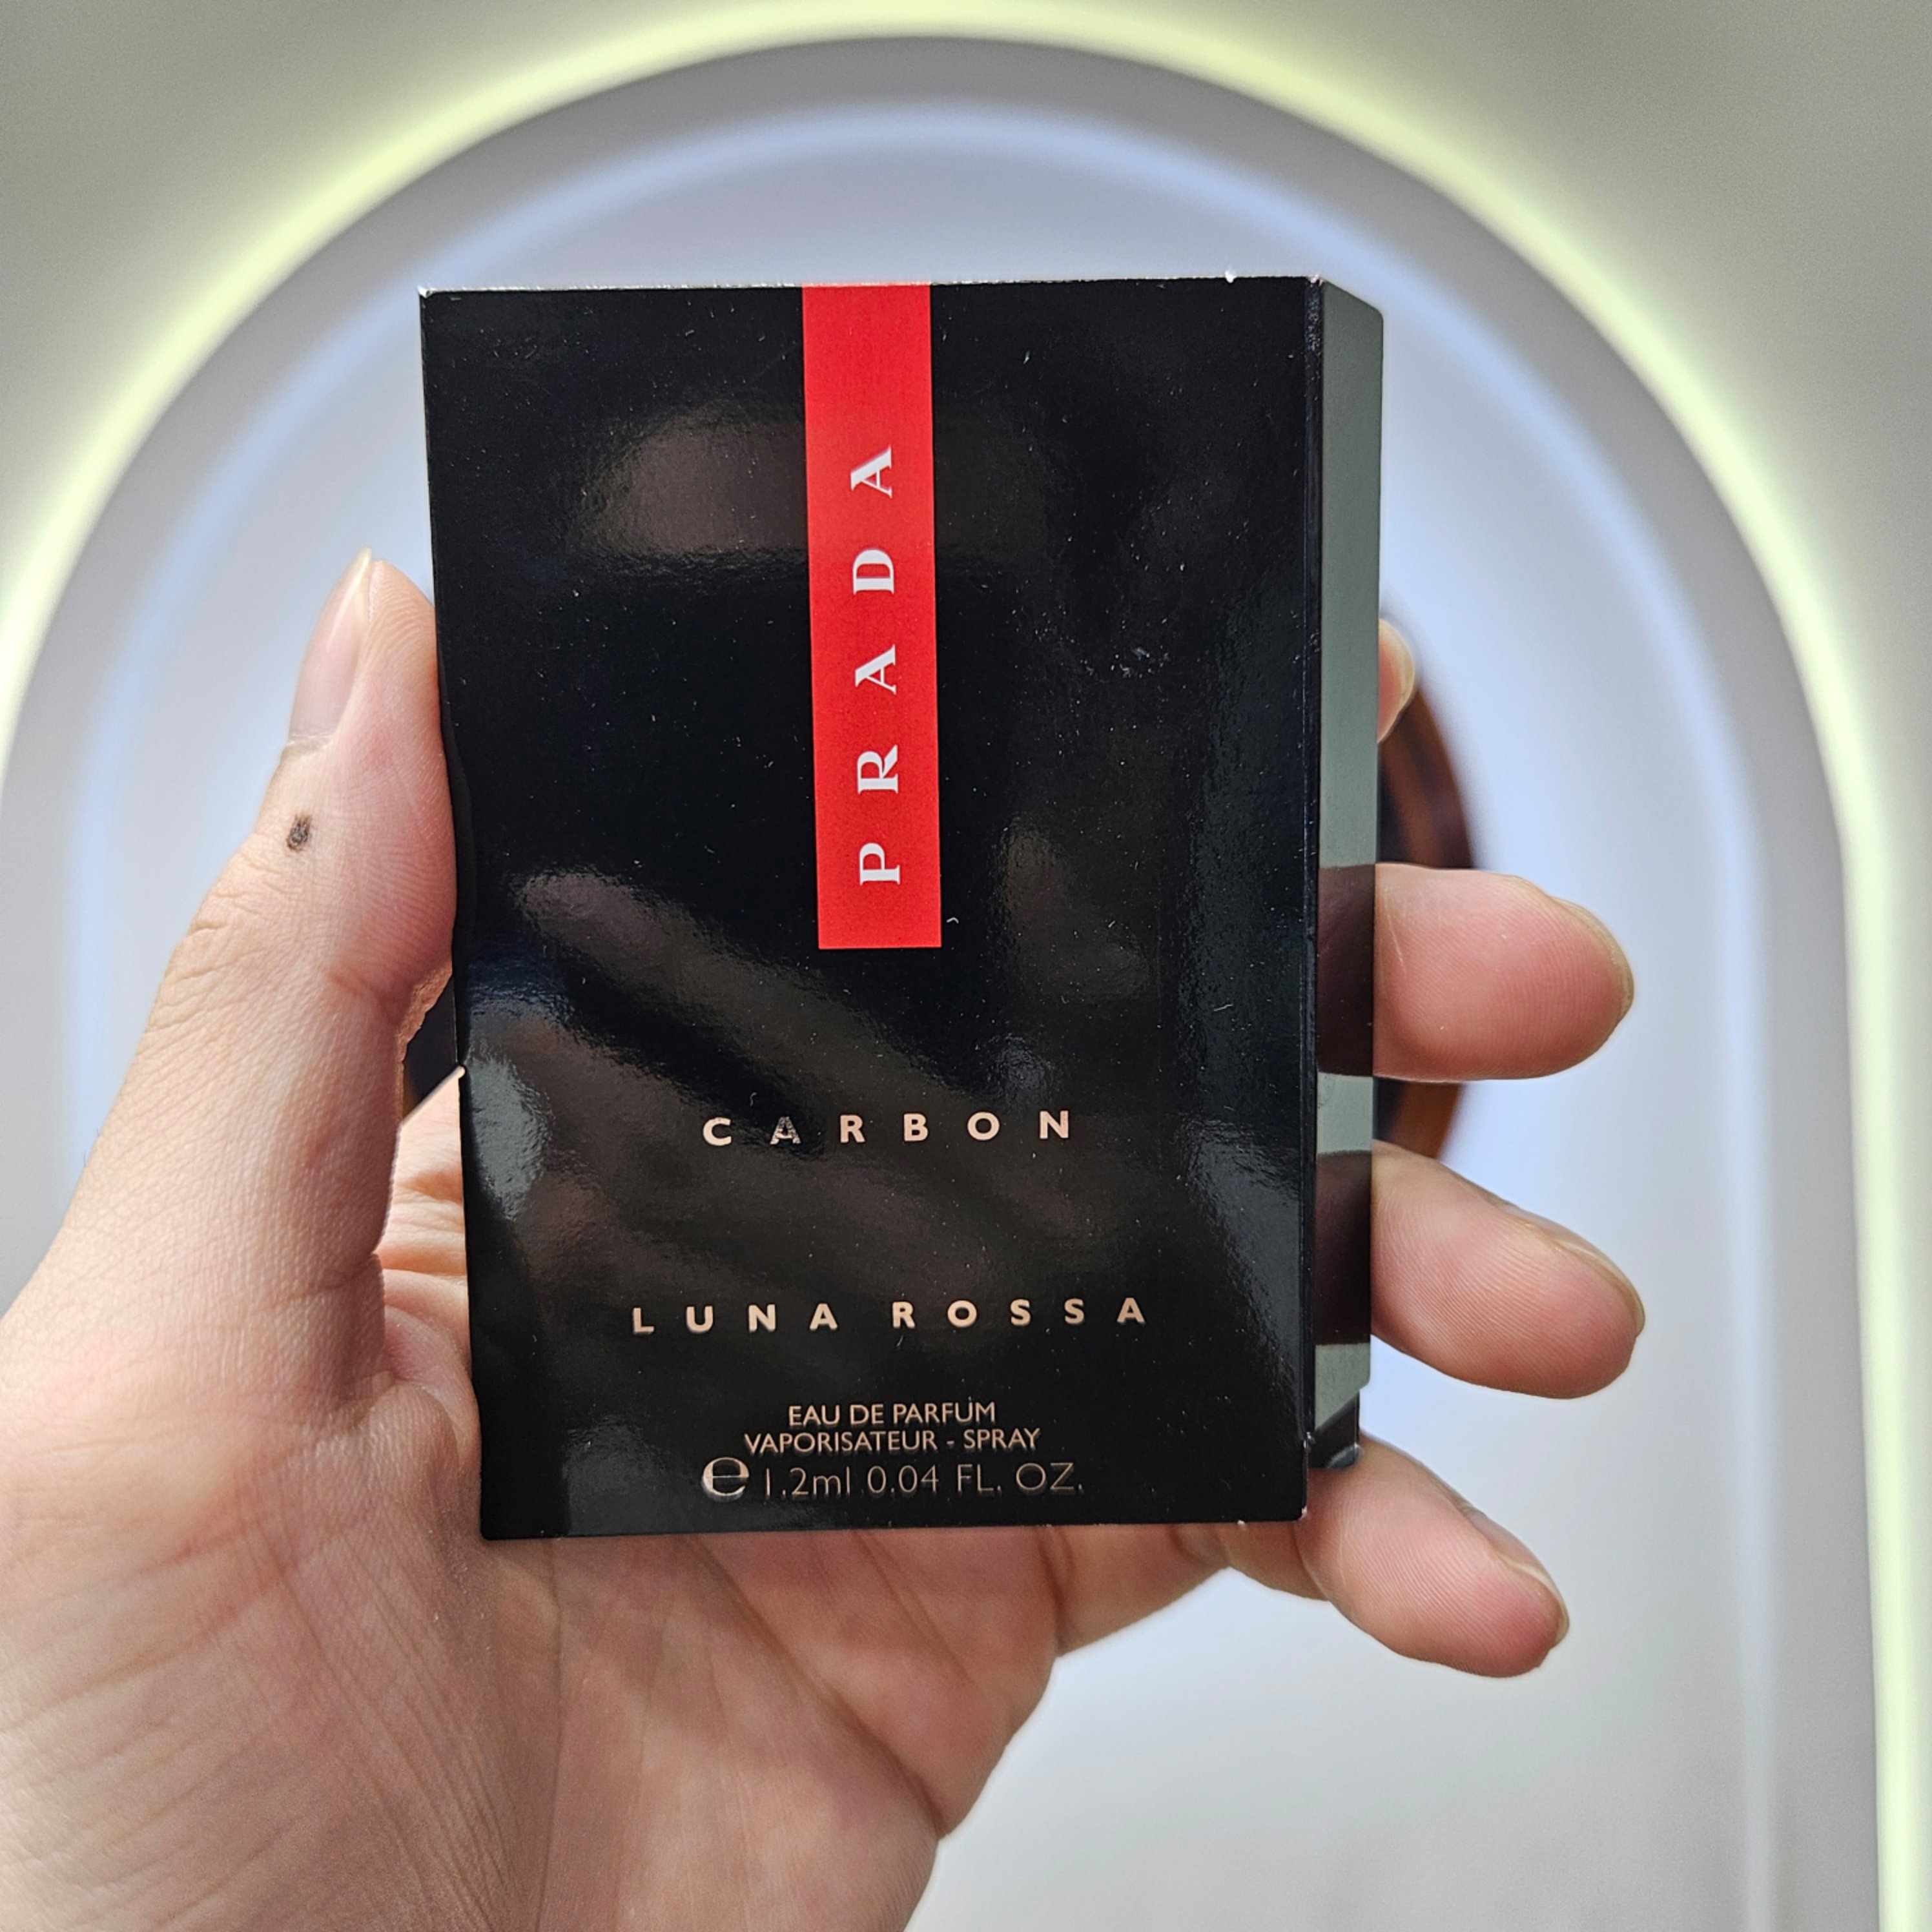 PRADA
CARBON
LUNA ROSSA
EAU DE PARFUM
VAPORISATEUR - SPRAY
℮ 1.2ml 0.04 FL. OZ.